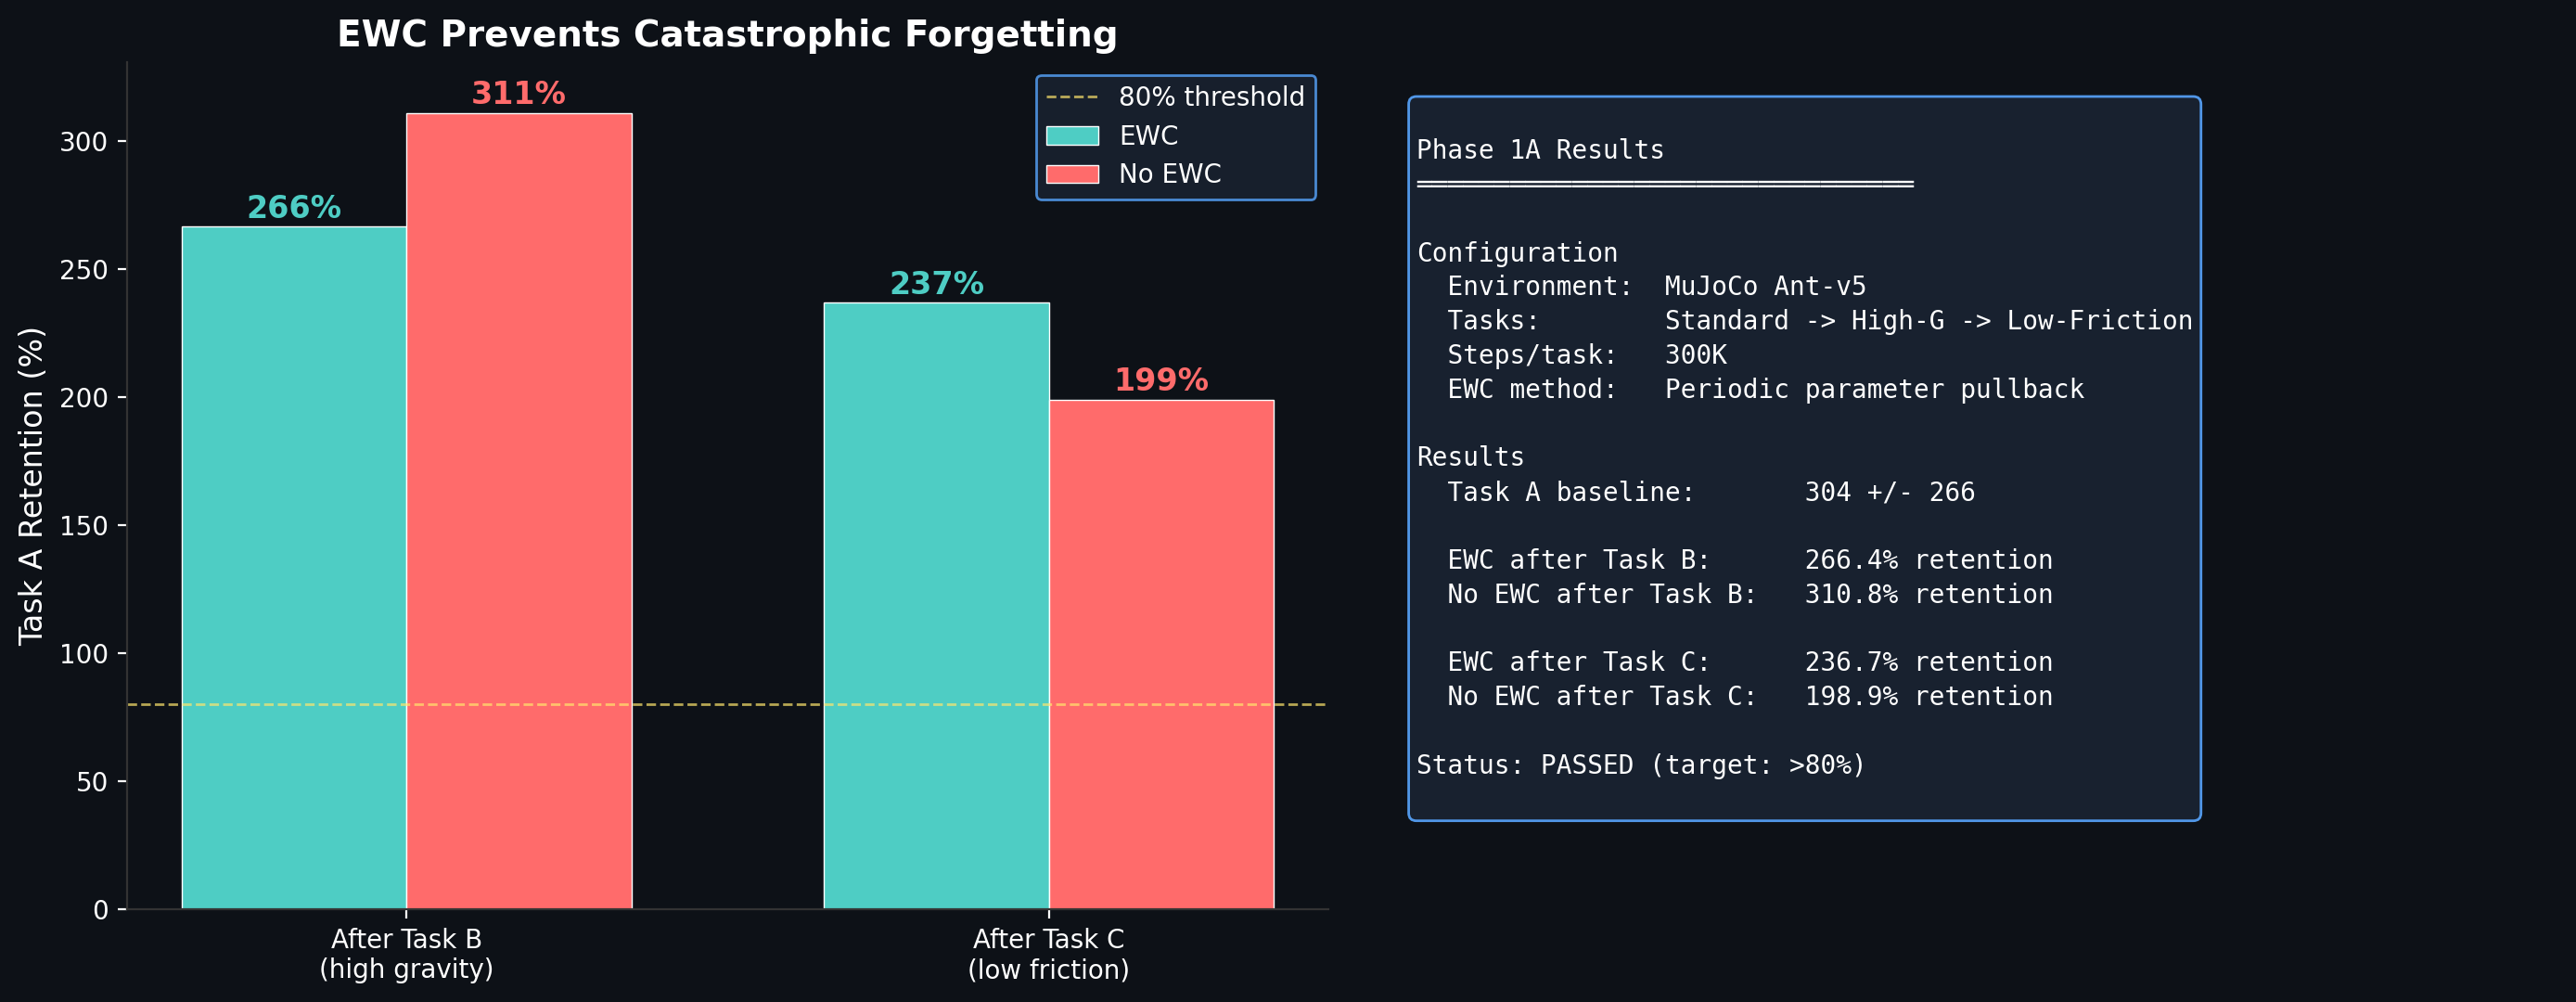 EWC Prevents Catastrophic Forgetting
Task A Retention (%)
300
250
200
150
100
50
0
266%
311%
237%
199%
80% threshold
EWC
No EWC
After Task B
(high gravity)
After Task C
(low friction)
Phase 1A Results
════════════════════════════════
Configuration
Environment: MuJoCo Ant-v5
Tasks: Standard -> High-G -> Low-Friction
Steps/task: 300K
EWC method: Periodic parameter pullback
Results
Task A baseline: 304 +/- 266
EWC after Task B: 266.4% retention
No EWC after Task B: 310.8% retention
EWC after Task C: 236.7% retention
No EWC after Task C: 198.9% retention
Status: PASSED (target: >80%)